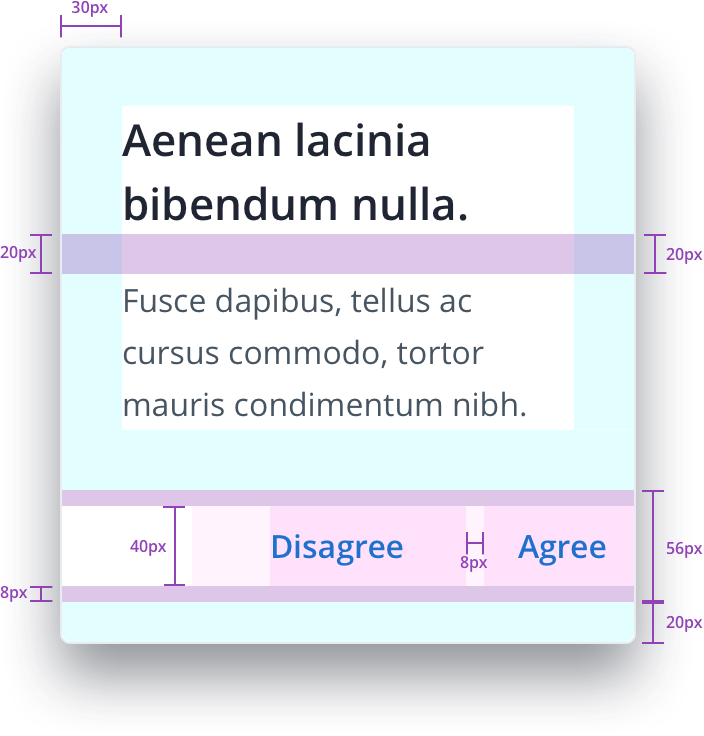 30px
Aenean lacinia
bibendum nulla.
20px
20px
Fusce dapibus, tellus ac
cursus commodo, tortor
mauris condimentum nibh.
40px
Disagree
8px
Agree
56px
8px
20px